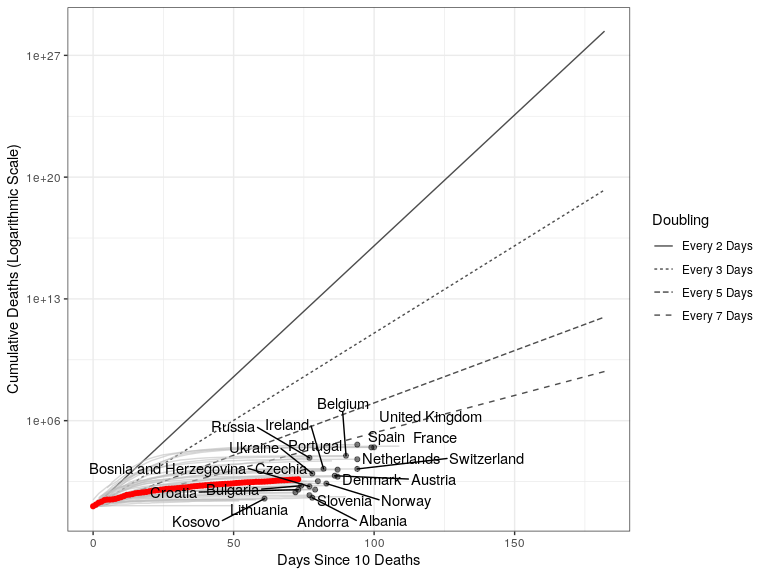 1e+27
1e+20
1e+13
1e+06
Cumulative Deaths (Logarithmic Scale)
Belgium
United Kingdom
Russia
Ireland
Spain
France
Ukraine
Portugal
Netherlands
Switzerland
Bosnia and Herzegovina
Czechia
Denmark
Austria
Croatia
Bulgaria
Slovenia
Norway
Lithuania
Kosovo
Andorra
Albania
0
50
100
150
Days Since 10 Deaths
Doubling
Every 2 Days
Every 3 Days
Every 5 Days
Every 7 Days